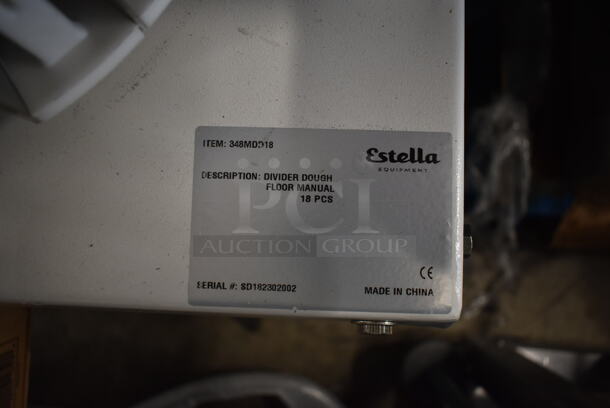 ITEM: 348MDD18
Estella
EQUIPMENT
DESCRIPTION: DIVIDER DOUGH
FLOOR MANUAL
18 PCS
PCI
AUCTION GROUP
SERIAL #: SD182302002
CE
MADE IN CHINA